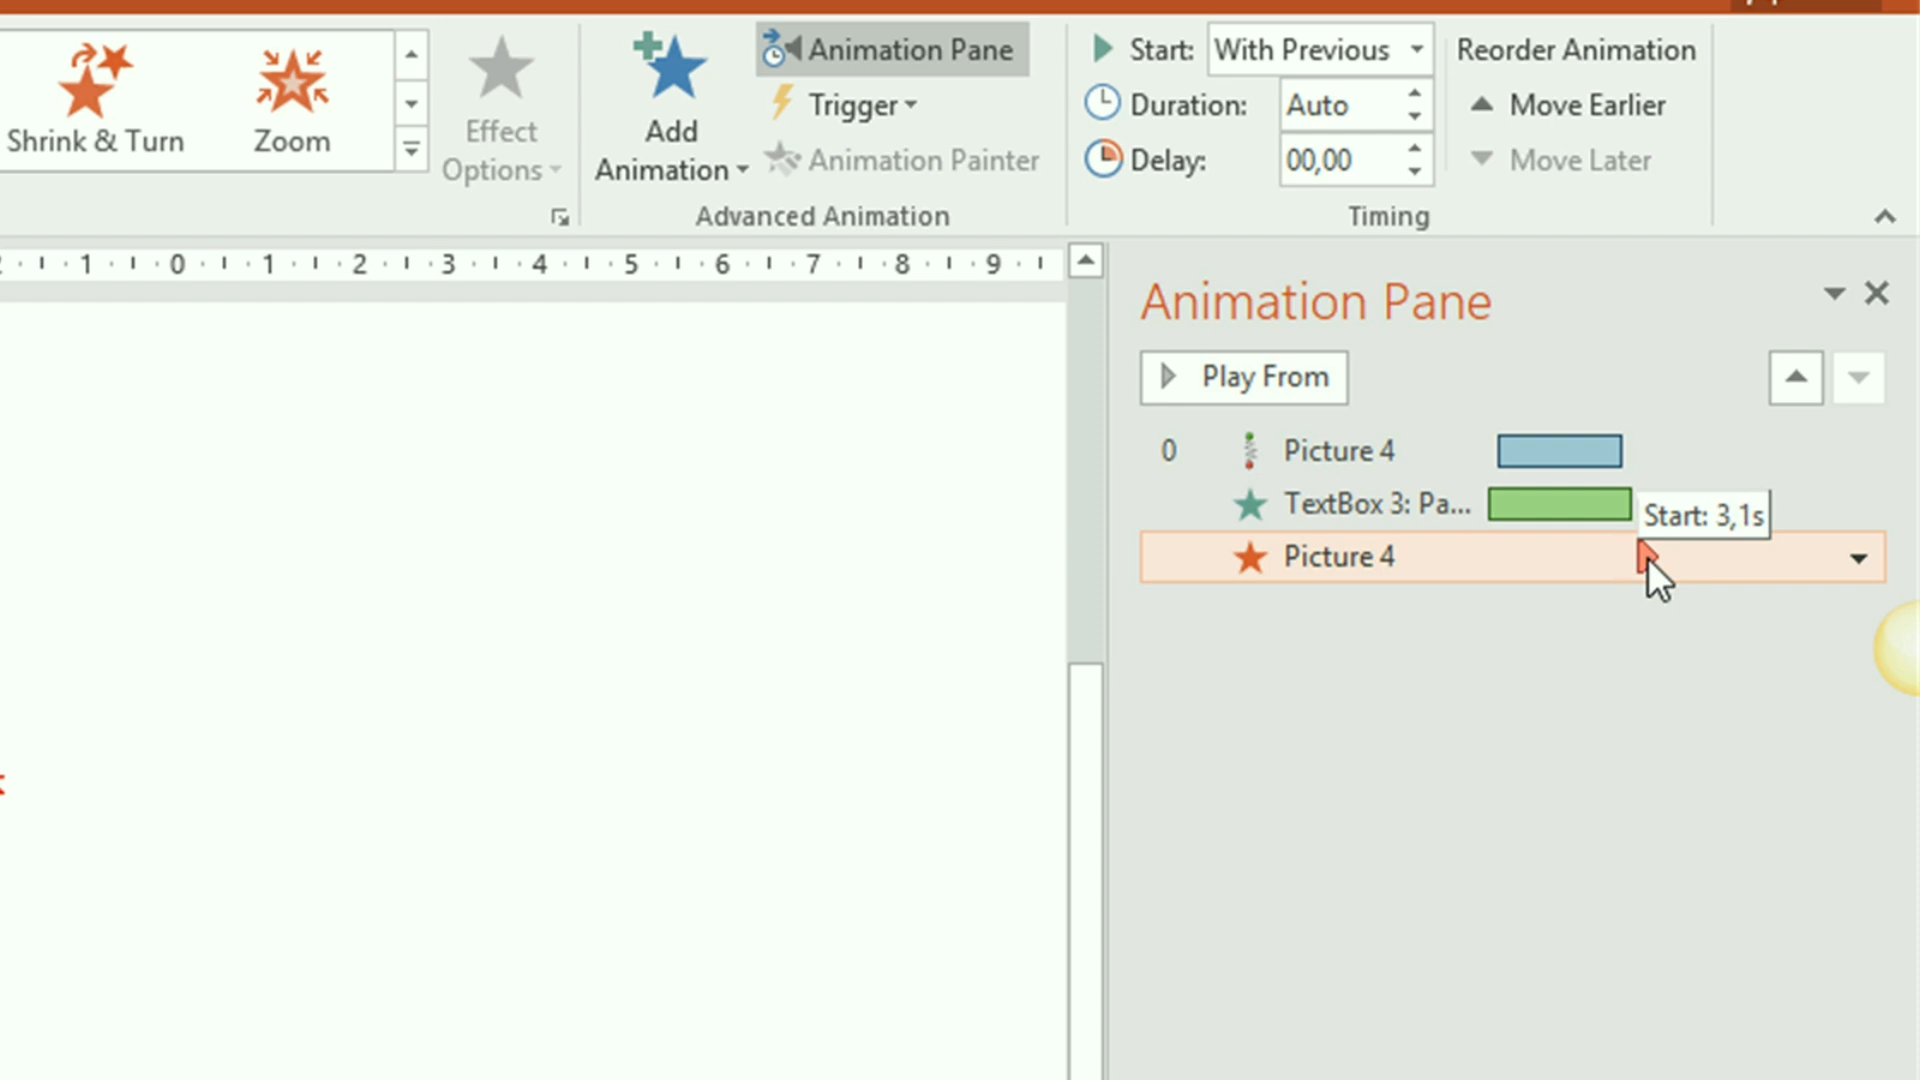 Shrink & Turn
Zoom
Effect
Options
Add
Animation
Animation Pane
Trigger
Animation Painter
Advanced Animation
Start: With Previous
Duration: Auto
Delay: 00,00
Reorder Animation
Move Earlier
Move Later
Timing
1 0 1 2 3 4 5 6 7 8 9
Animation Pane
Play From
0 Picture 4
TextBox 3: Pa...
Start: 3,1s
Picture 4